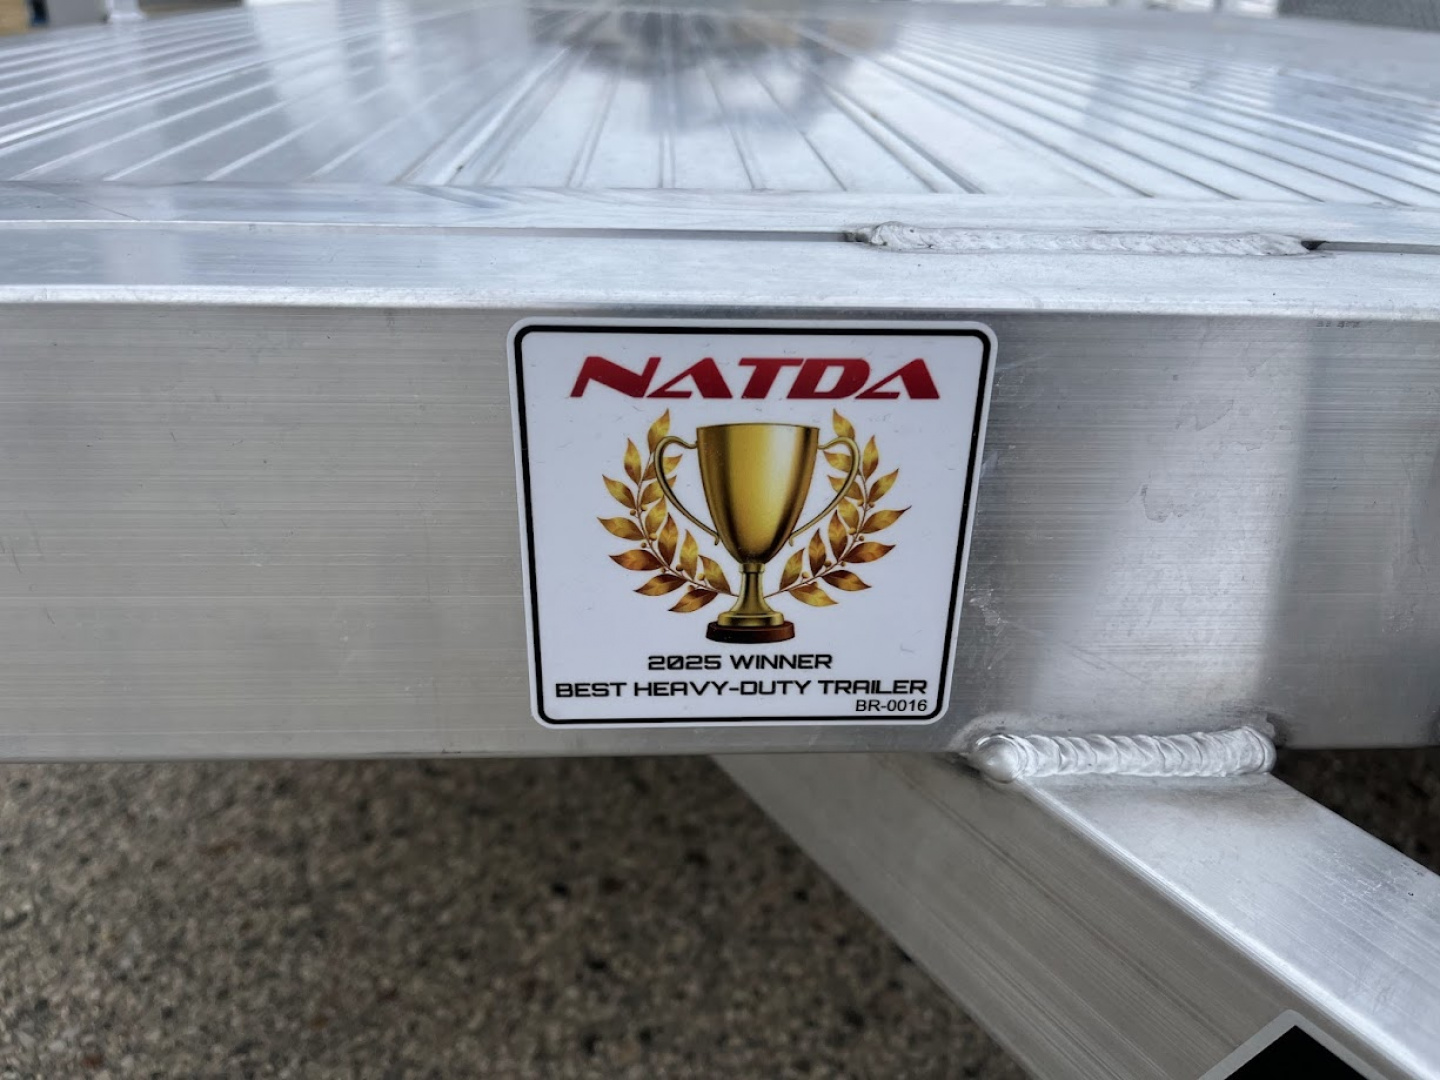 NATDA
2025 WINNER
BEST HEAVY-DUTY TRAILER
BR-0016